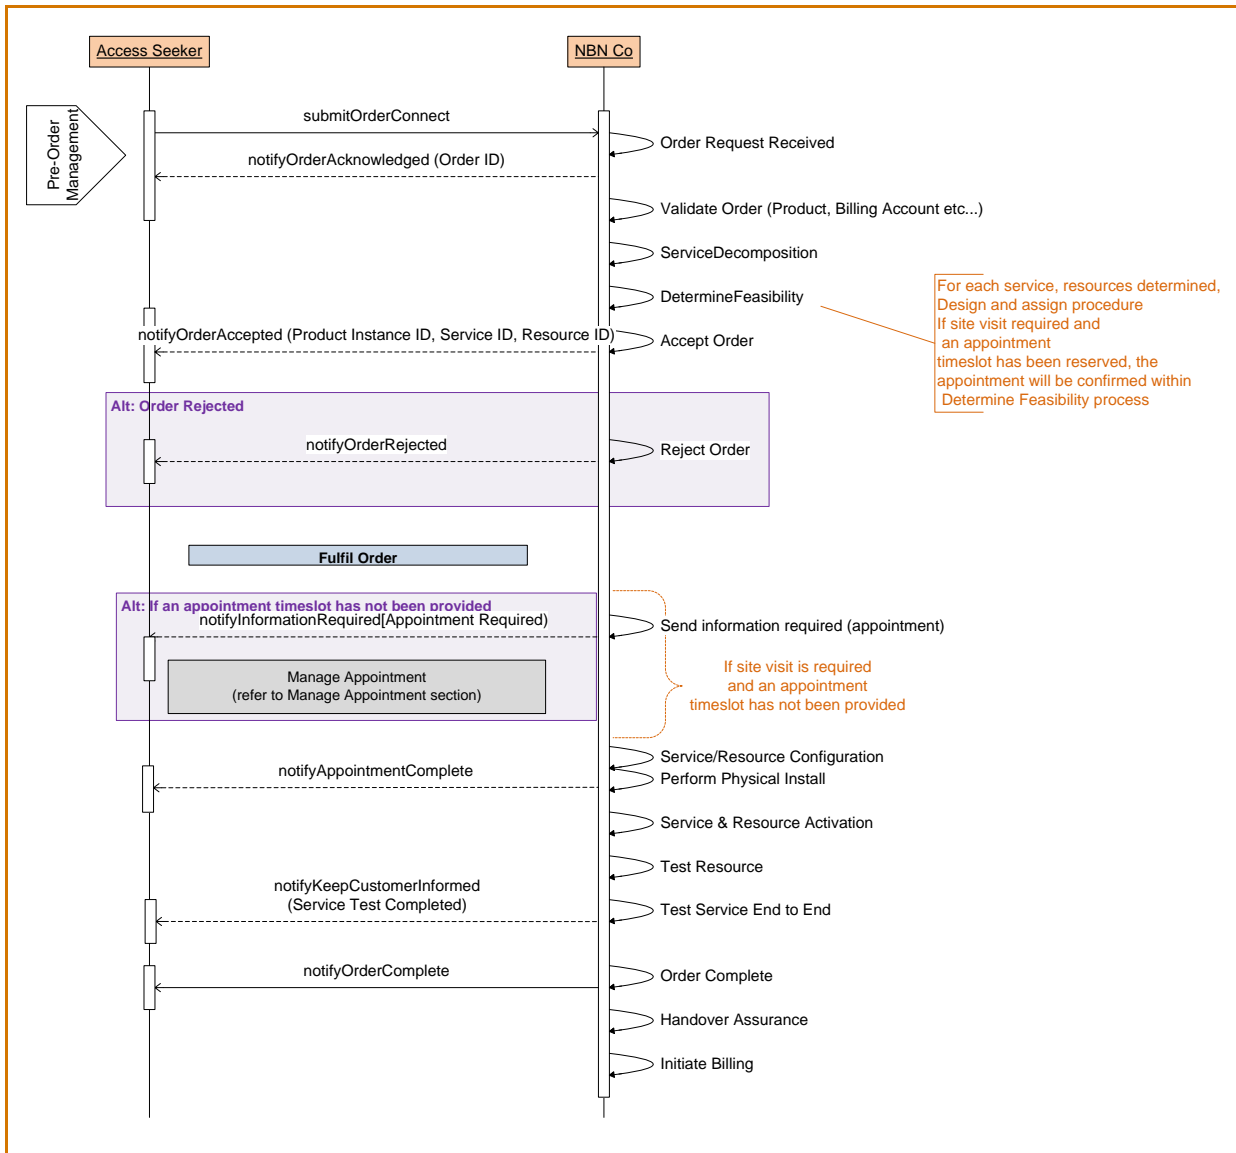 Access Seeker
NBN Co
Pre-Order
Management
submitOrderConnect
Order Request Received
notifyOrderAcknowledged (Order ID)
Validate Order (Product, Billing Account etc...)
ServiceDecomposition
DetermineFeasibility
For each service, resources determined,
Design and assign procedure
If site visit required and
an appointment
timeslot has been reserved, the
appointment will be confirmed within
Determine Feasibility process
notifyOrderAccepted (Product Instance ID, Service ID, Resource ID)
Accept Order
Alt: Order Rejected
notifyOrderRejected
Reject Order
Fulfil Order
Alt: If an appointment timeslot has not been provided
notifyInformationRequired[Appointment Required)
Send information required (appointment)
Manage Appointment
(refer to Manage Appointment section)
If site visit is required
and an appointment
timeslot has not been provided
Service/Resource Configuration
notifyAppointmentComplete
Perform Physical Install
Service & Resource Activation
Test Resource
notifyKeepCustomerInformed
(Service Test Completed)
Test Service End to End
notifyOrderComplete
Order Complete
Handover Assurance
Initiate Billing